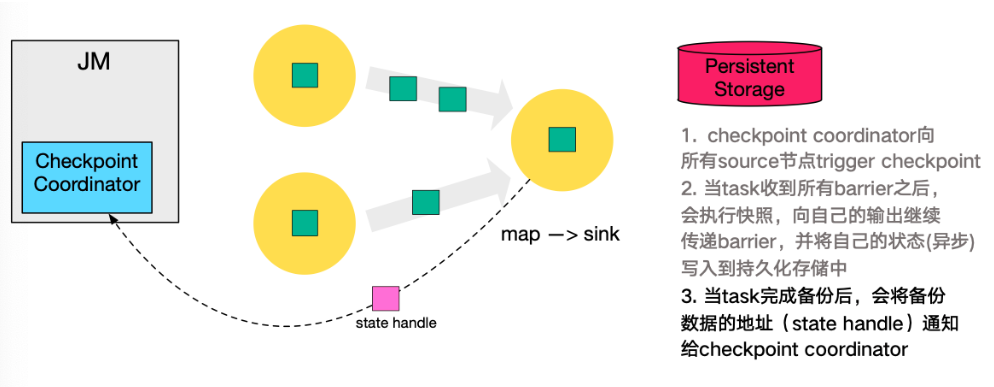 JM
Checkpoint
Coordinator
map —> sink
state handle
Persistent
Storage
1. checkpoint coordinator向
所有source节点trigger checkpoint
2. 当task收到所有barrier之后，
会执行快照，向自己的输出继续
传递barrier，并将自己的状态(异步)
写入到持久化存储中
3. 当task完成备份后，会将备份
数据的地址（state handle）通知
给checkpoint coordinator